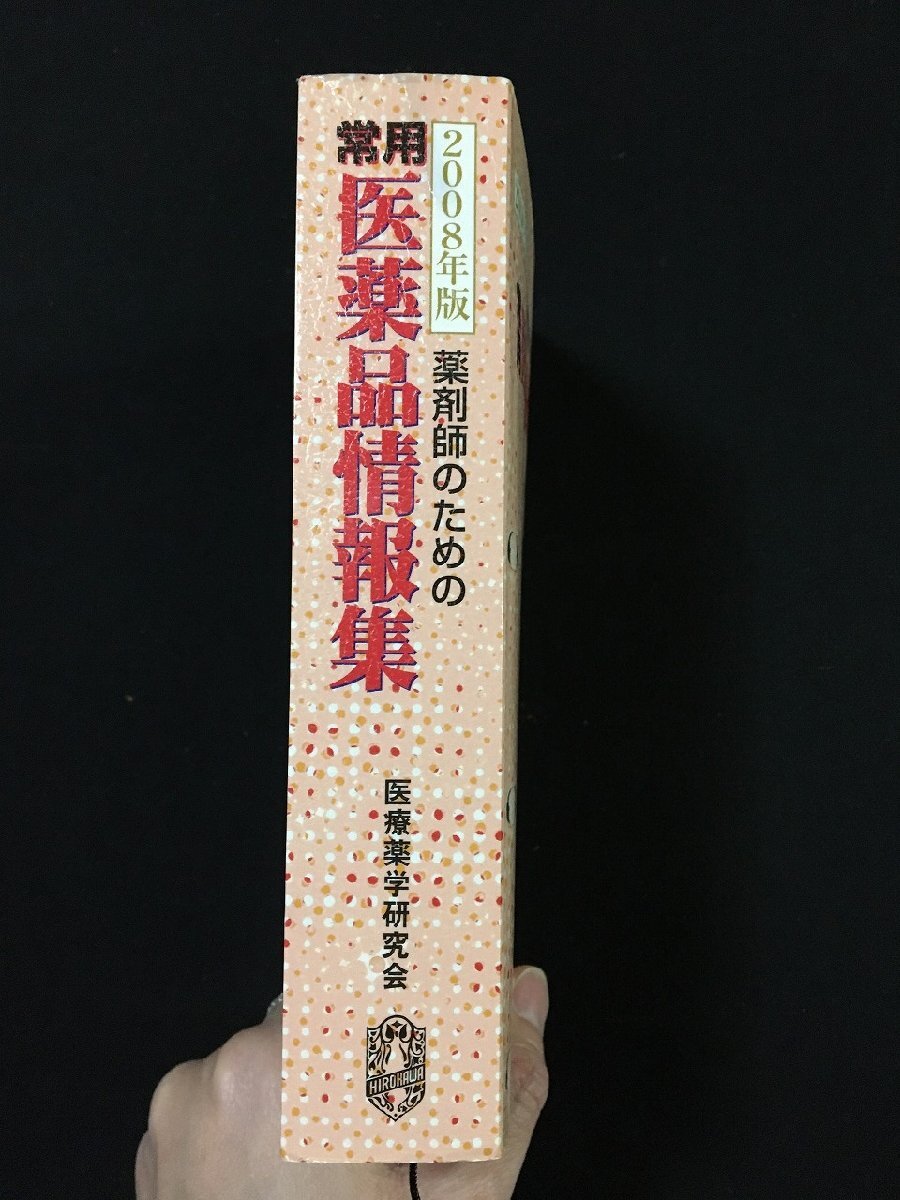 2008年版
薬剤師のための
常用
医薬品情報集
医療薬学研究会
HIROKAWA